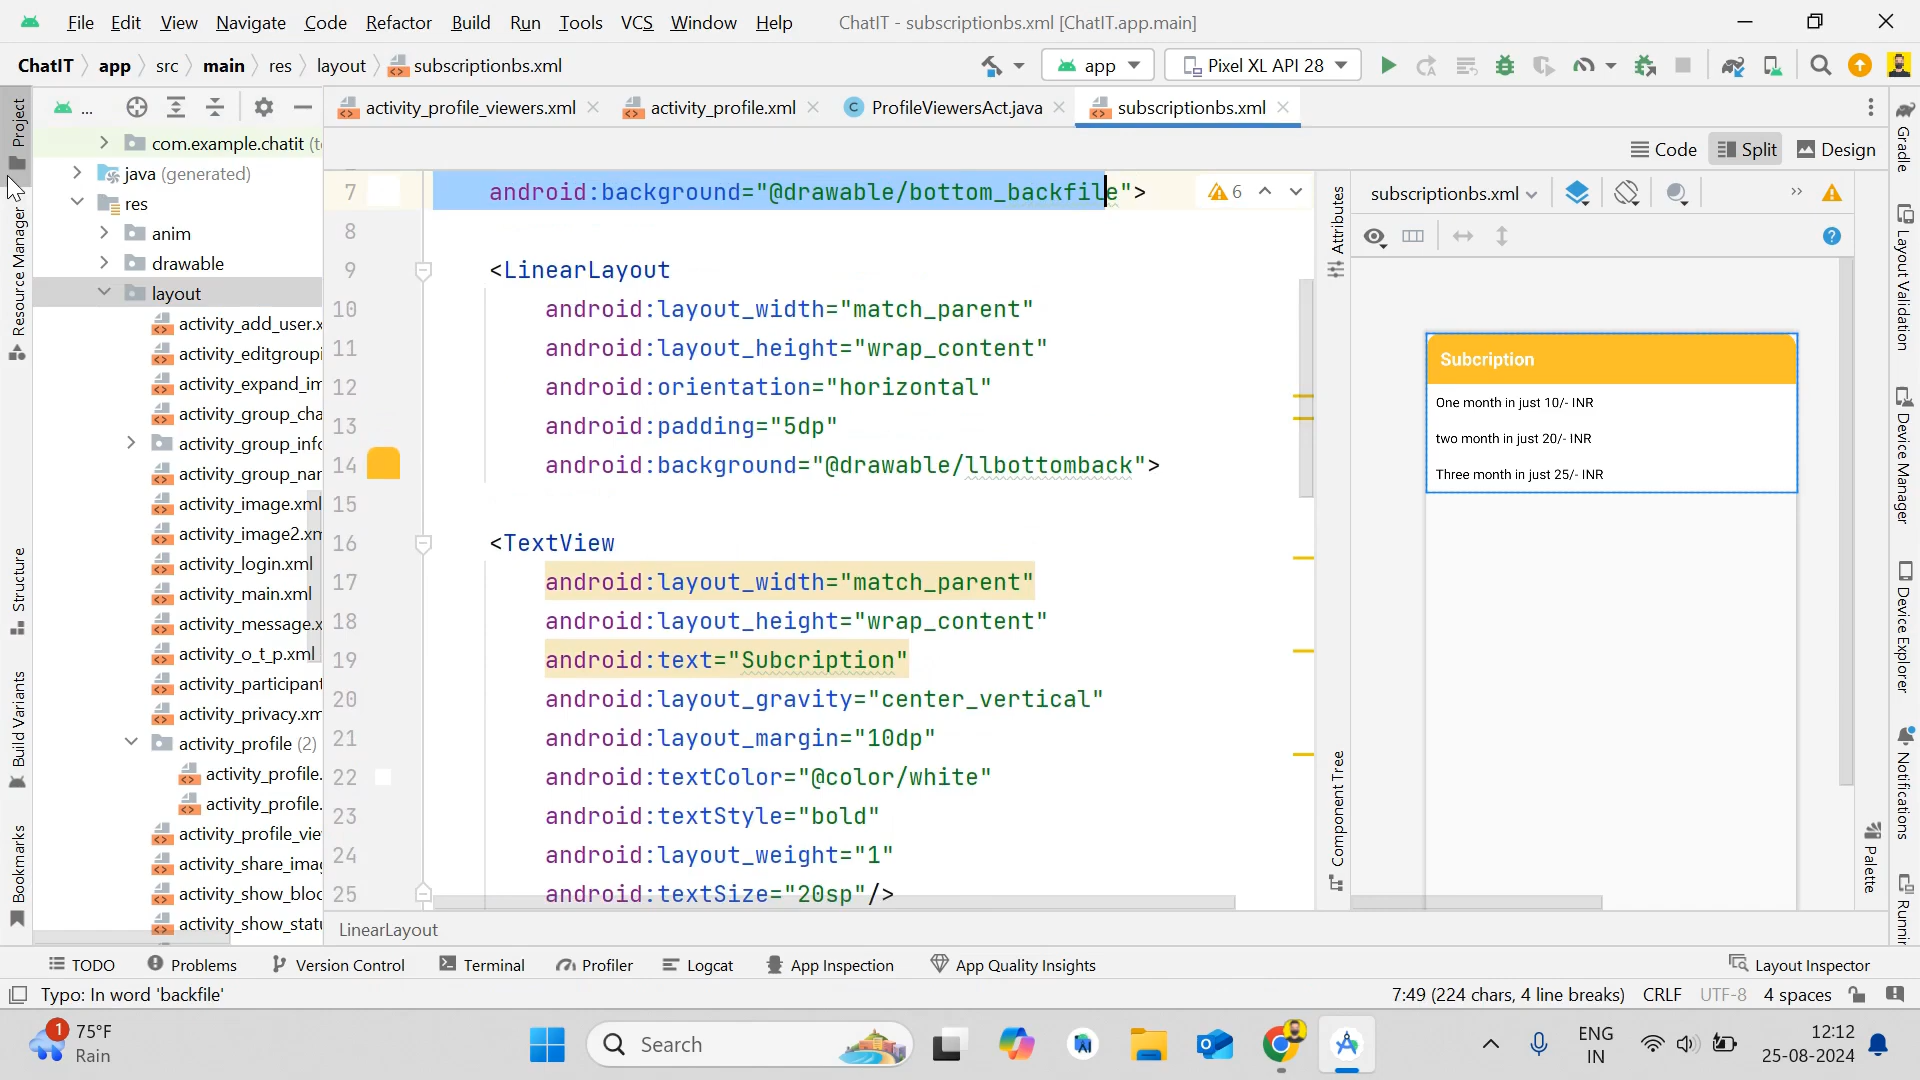 File Edit View Navigate Code Refactor Build Run Tools VCS Window Help ChatIT - subscriptionbs.xml [ChatIT.app.main]
ChatIT app src main res layout subscriptionbs.xml app Pixel XL API 28
... activity_profile_viewers.xml activity_profile.xml ProfileViewersAct.java subscriptionbs.xml
Code Split Design
Project
Resource Manager
Structure
Build Variants
Bookmarks
com.example.chatit (t
java (generated)
res
anim
drawable
layout
activity_add_user.x
activity_editgroupi
activity_expand_im
activity_group_cha
activity_group_info
activity_group_nar
activity_image.xml
activity_image2.xm
activity_login.xml
activity_main.xml
activity_message.x
activity_o_t_p.xml
activity_participant
activity_privacy.xm
activity_profile (2)
activity_profile.
activity_profile.
activity_profile_vie
activity_share_imag
activity_show_bloc
activity_show_statu
7 android:background="@drawable/bottom_backfile"> 6
8
9 <LinearLayout
10 android:layout_width="match_parent"
11 android:layout_height="wrap_content"
12 android:orientation="horizontal"
13 android:padding="5dp"
14 android:background="@drawable/llbottomback">
15
16 <TextView
17 android:layout_width="match_parent"
18 android:layout_height="wrap_content"
19 android:text="Subcription"
20 android:layout_gravity="center_vertical"
21 android:layout_margin="10dp"
22 android:textColor="@color/white"
23 android:textStyle="bold"
24 android:layout_weight="1"
25 android:textSize="20sp"/>
LinearLayout
Attributes
Component Tree
subscriptionbs.xml
Subcription
One month in just 10/- INR
two month in just 20/- INR
Three month in just 25/- INR
Palette
Gradle
Layout Validation
Device Manager
Device Explorer
Notifications
Runnin
TODO Problems Version Control Terminal Profiler Logcat App Inspection App Quality Insights Layout Inspector
Typo: In word 'backfile' 7:49 (224 chars, 4 line breaks) CRLF UTF-8 4 spaces
1 75°F
Rain
Search
ENG
IN
12:12
25-08-2024